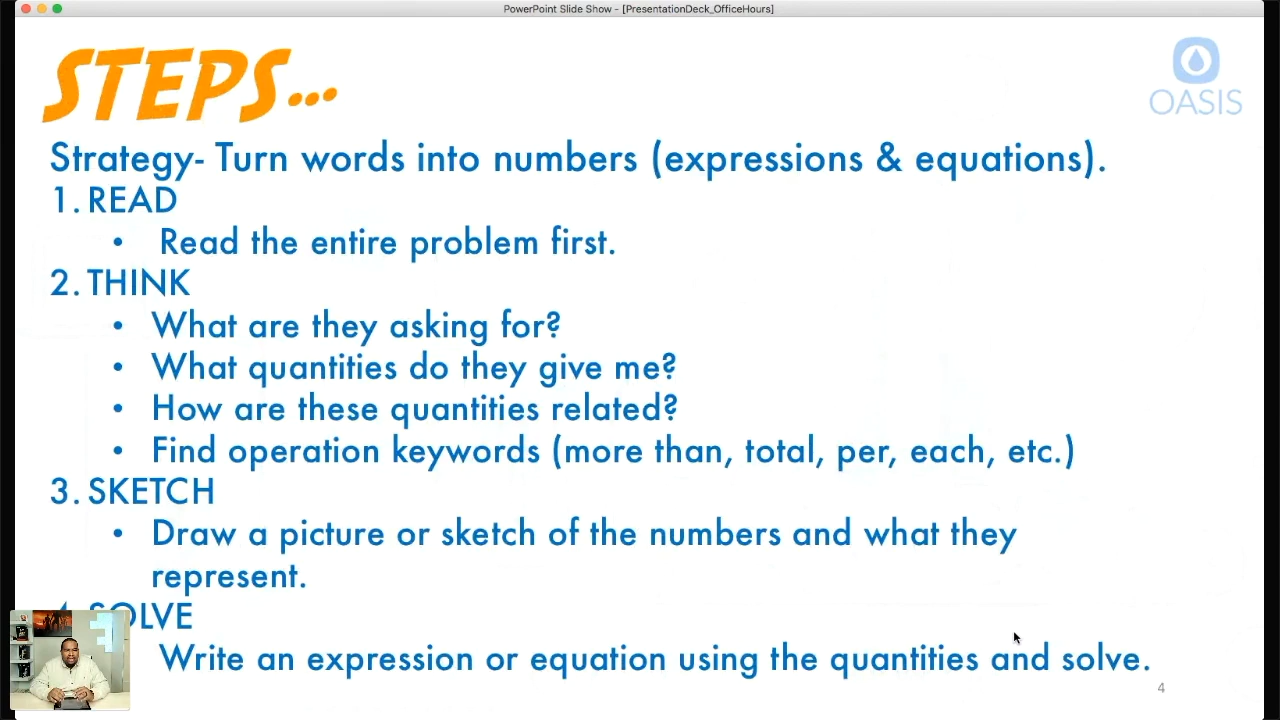 PowerPoint Slide Show - [PresentationDeck_OfficeHours]
STEPS...
OASIS
Strategy- Turn words into numbers (expressions & equations).
1. READ
• Read the entire problem first.
2. THINK
• What are they asking for?
• What quantities do they give me?
• How are these quantities related?
• Find operation keywords (more than, total, per, each, etc.)
3. SKETCH
• Draw a picture or sketch of the numbers and what they
represent.
4. SOLVE
Write an expression or equation using the quantities and solve.
4